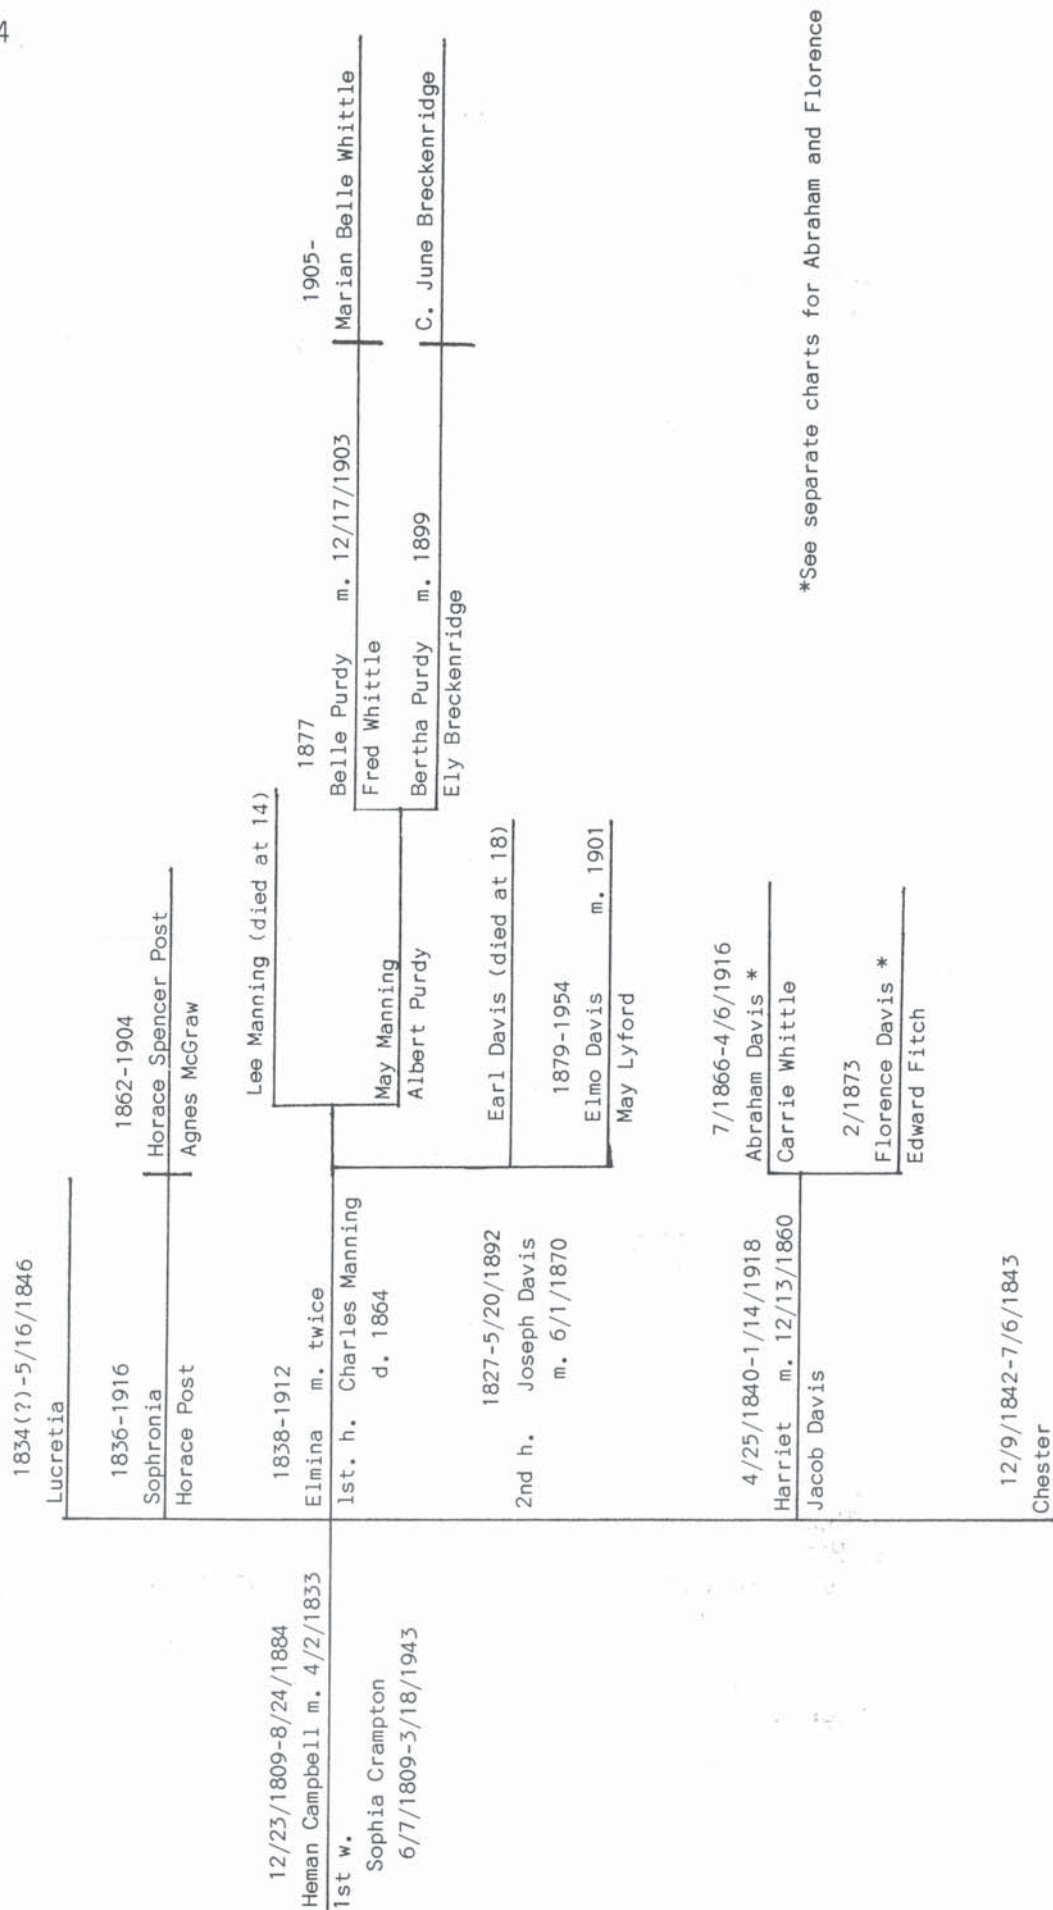 4
12/23/1809-8/24/1884
Heman Campbell m. 4/2/1833
1st w.
Sophia Crampton
6/7/1809-3/18/1943
1834(?)-5/16/1846
Lucretia
1836-1916
Sophronia
Horace Post
1862-1904
Horace Spencer Post
Agnes McGraw
1838-1912
Elmina m. twice
1st. h. Charles Manning
d. 1864
Lee Manning (died at 14)
May Manning
Albert Purdy
1877
Belle Purdy m. 12/17/1903
Fred Whittle
1905-
Marian Belle Whittle
Bertha Purdy m. 1899
Ely Breckenridge
C. June Breckenridge
1827-5/20/1892
2nd h. Joseph Davis
m. 6/1/1870
Earl Davis (died at 18)
1879-1954
Elmo Davis m. 1901
May Lyford
4/25/1840-1/14/1918
Harriet m. 12/13/1860
Jacob Davis
7/1866-4/6/1916
Abraham Davis *
Carrie Whittle
2/1873
Florence Davis *
Edward Fitch
*See separate charts for Abraham and Florence
12/9/1842-7/6/1843
Chester